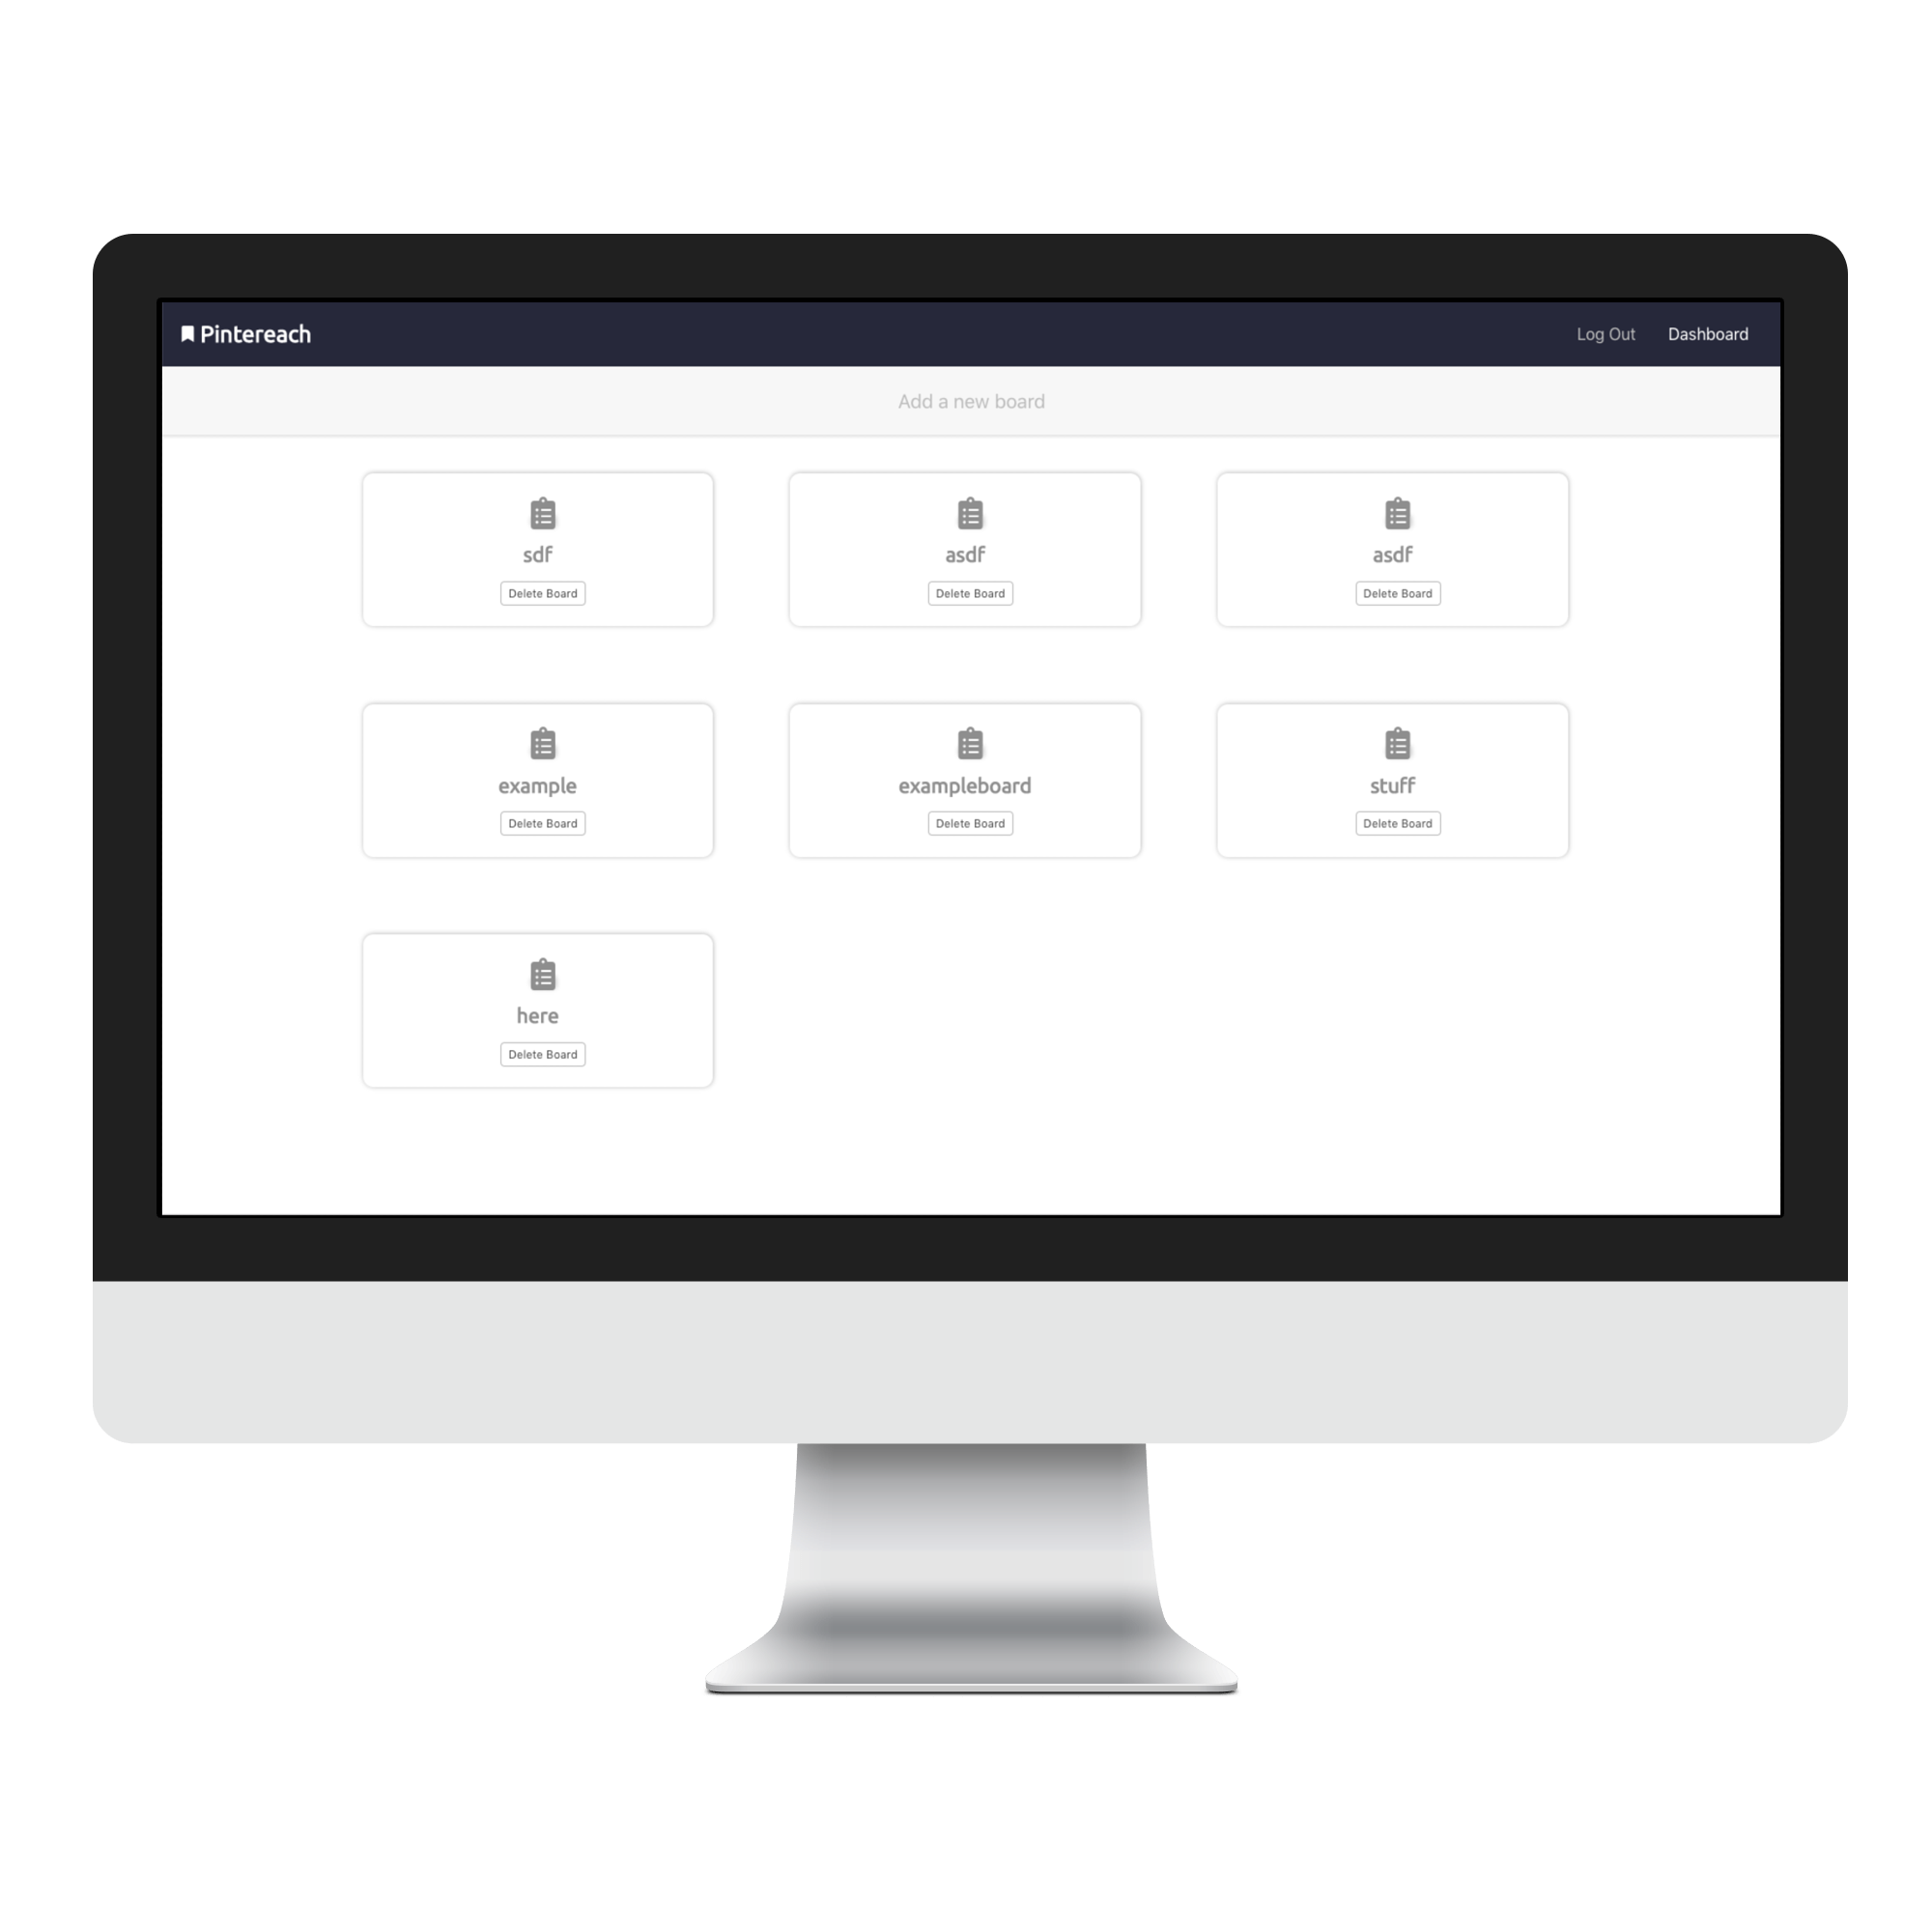 Pintereach
Log Out Dashboard
Add a new board
sdf
Delete Board
asdf
Delete Board
asdf
Delete Board
example
Delete Board
exampleboard
Delete Board
stuff
Delete Board
here
Delete Board